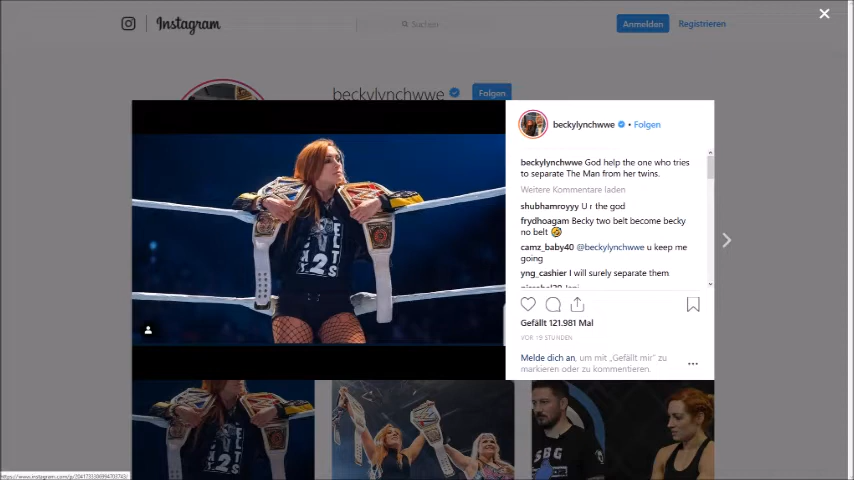 Instagram
Suchen
Anmelden
Registrieren
beckylynchwwe
Folgen
beckylynchwwe • Folgen
beckylynchwwe God help the one who tries
to separate The Man from her twins.
Weitere Kommentare laden
shubhamroyyy U r the god
frydhoagam Becky two belt become becky
no belt 🤣
camz_baby40 @beckylynchwwe u keep me
going
yng_cashier I will surely separate them
Gefällt 121.981 Mal
VOR 19 STUNDEN
Melde dich an, um mit „Gefällt mir“ zu
markieren oder zu kommentieren.
SBG